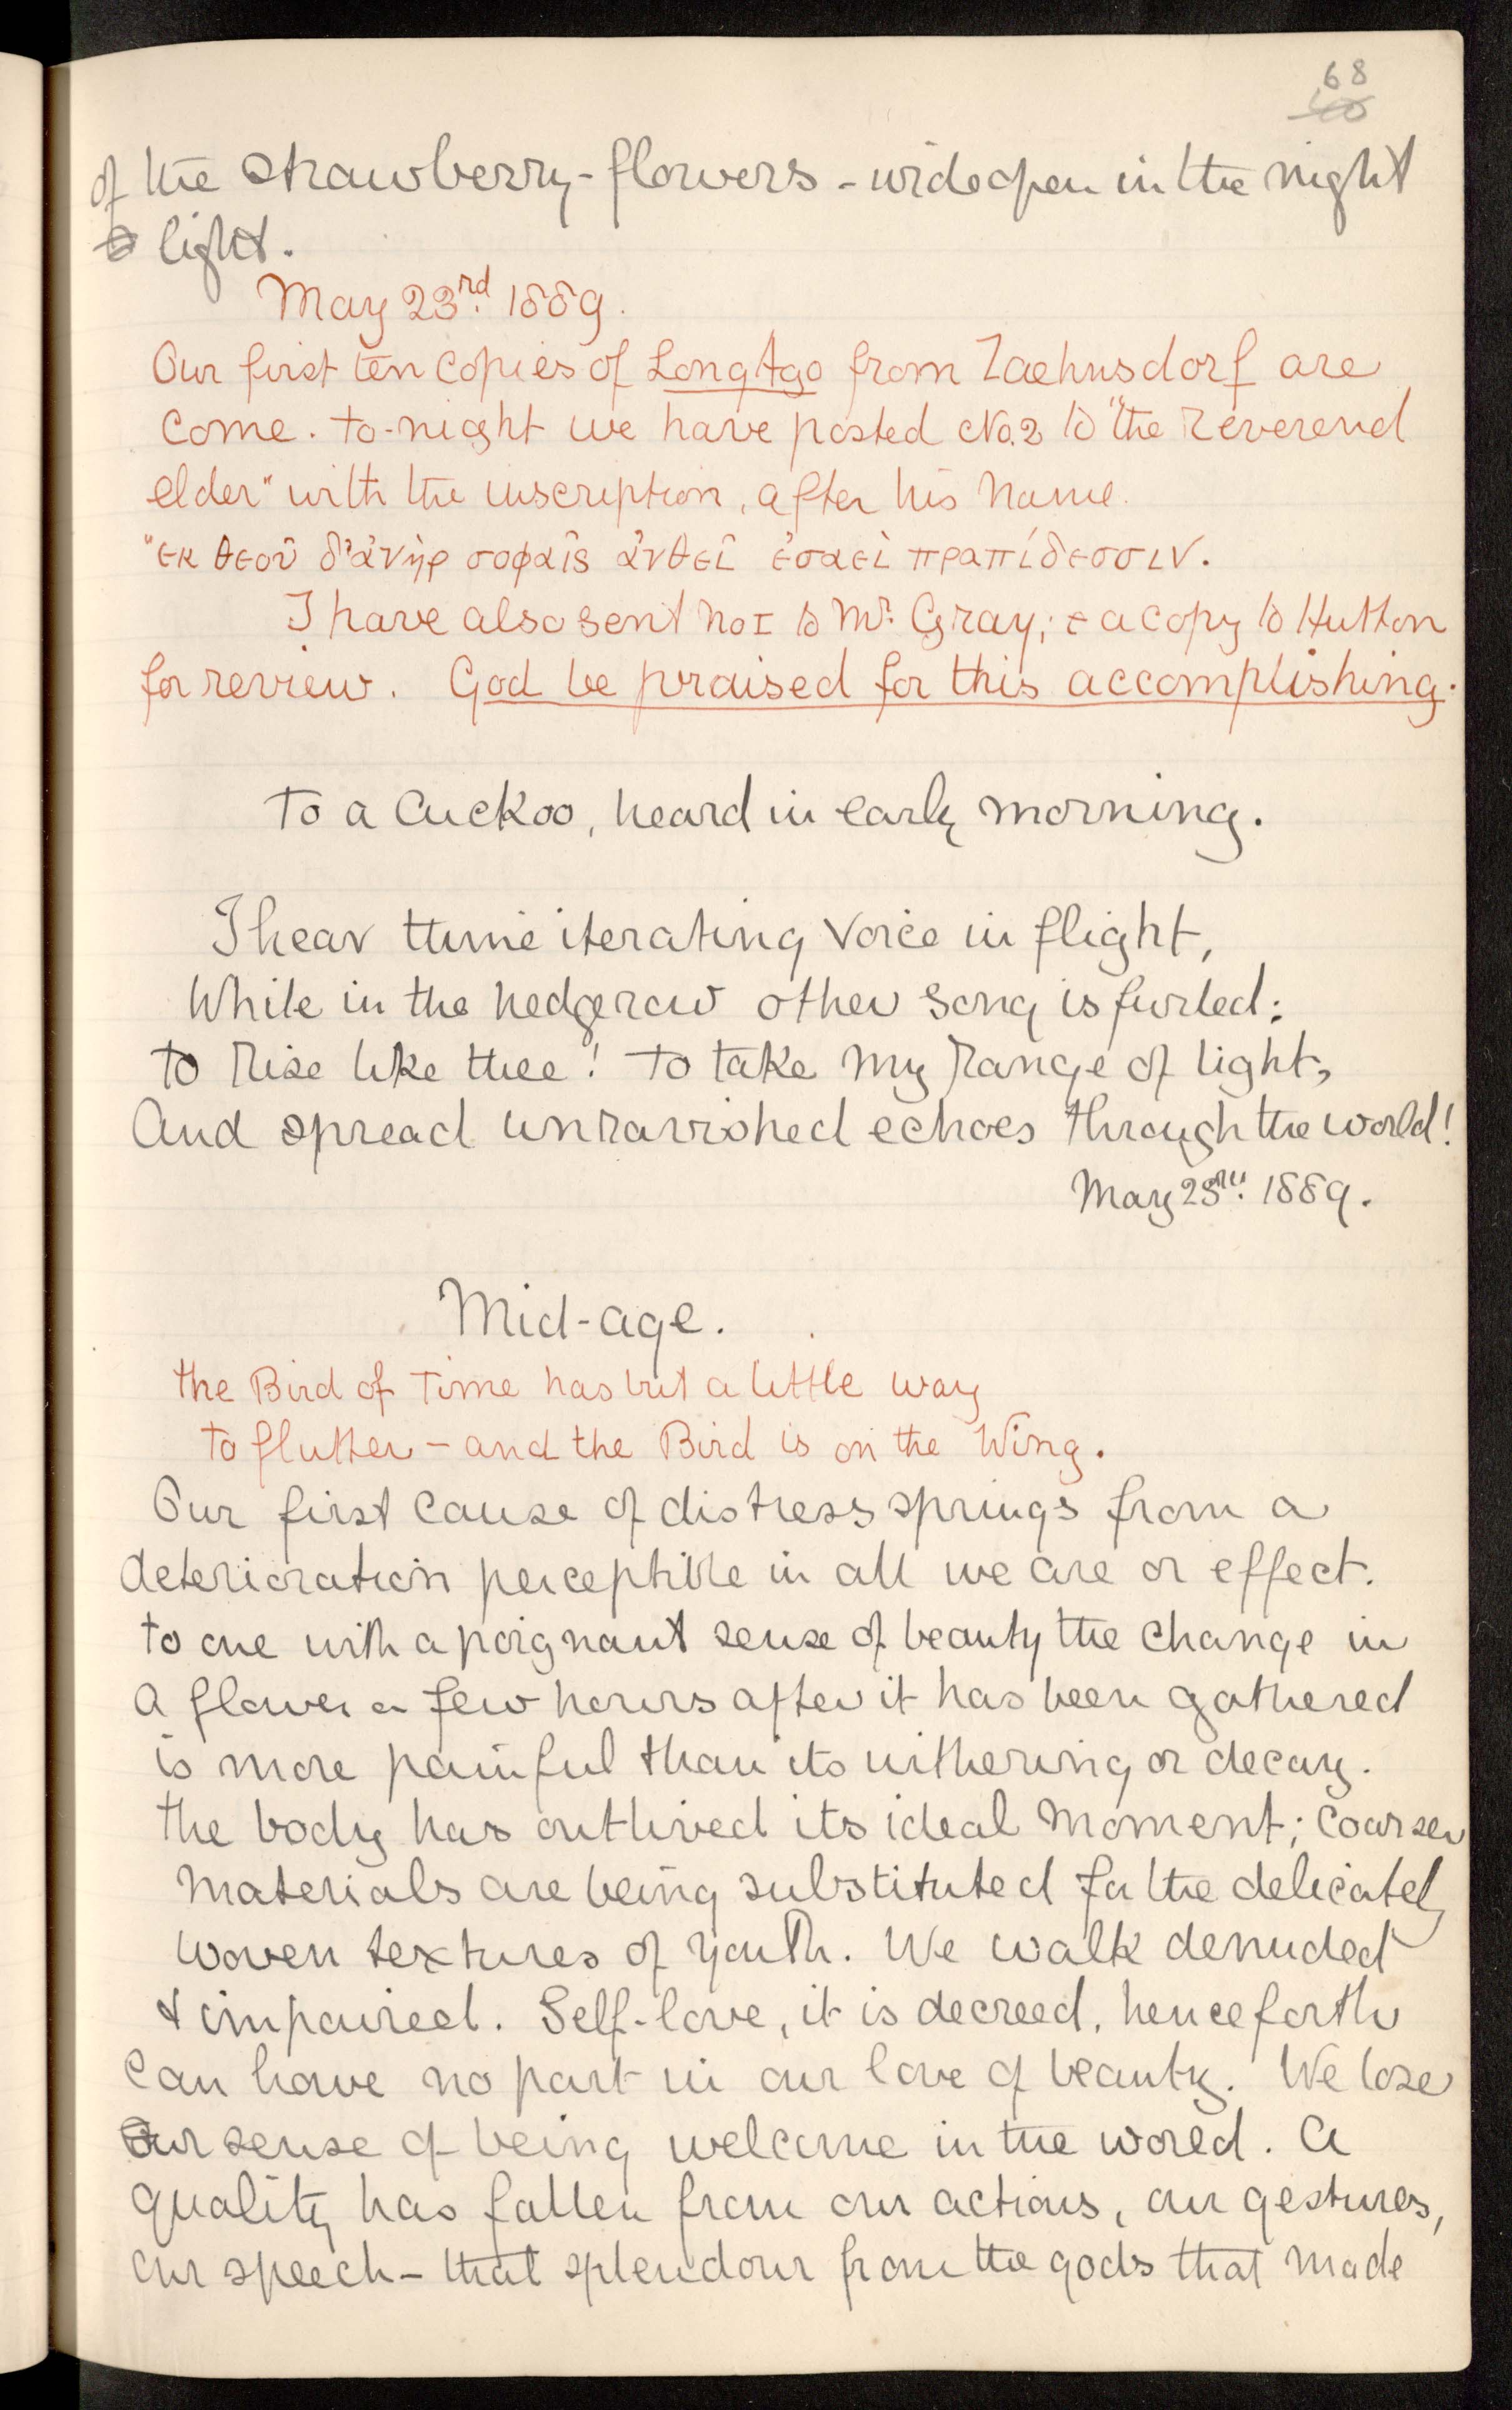 68
of the strawberry-flowers - wide open in the night
light.
May 23rd. 1889.
Our first ten copies of Long Ago from Zaehnsdorf are
come. To-night we have posted No. 2 to "the reverend
elder" with the inscription, after his name.
"εκ θεοῦ δ'ἀνὴρ σοφαῖς ἀνθεῖ ἐσαεὶ πραπίδεσσιν.
I have also sent No I to Mr. Gray; & a copy to Hutton
for review. God be praised for this accomplishing.
To a Cuckoo, heard in early morning.
I hear thine iterating voice in flight,
While in the hedgerow other song is furled:
To rise like thee! To take my range of light,
And spread unravished echoes through the world!
May 23rd. 1889.
Mid-age.
The Bird of Time has but a little way
To flutter - and the Bird is on the Wing.
Our first cause of distress springs from a
deterioration perceptible in all we are or effect.
To one with a poignant sense of beauty the change in
a flower a few hours after it has been gathered
is more painful than its withering or decay.
The body has outlived its ideal moment; coarser
materials are being substituted for the delicately
woven textures of youth. We walk denuded
& impaired. Self-love, it is decreed, henceforth
can have no part in our love of beauty. We lose
our sense of being welcome in the world. A
quality has fallen from our actions, our gestures,
our speech - that splendour from the gods that made